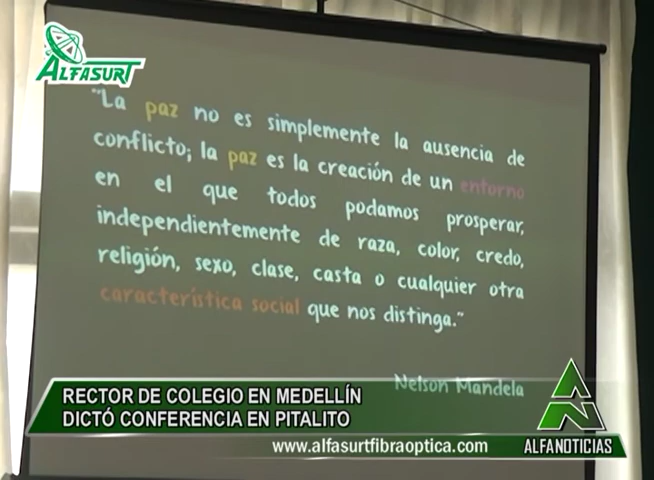 ALFASURT
"La paz no es simplemente la ausencia de
conflicto; la paz es la creación de un entorno
en el que todos podamos prosperar,
independientemente de raza, color, credo,
religión, sexo, clase, casta o cualquier otra
característica social que nos distinga."
Nelson Mandela
RECTOR DE COLEGIO EN MEDELLÍN
DICTÓ CONFERENCIA EN PITALITO
www.alfasurtfibraoptica.com
AN
ALFANOTICIAS